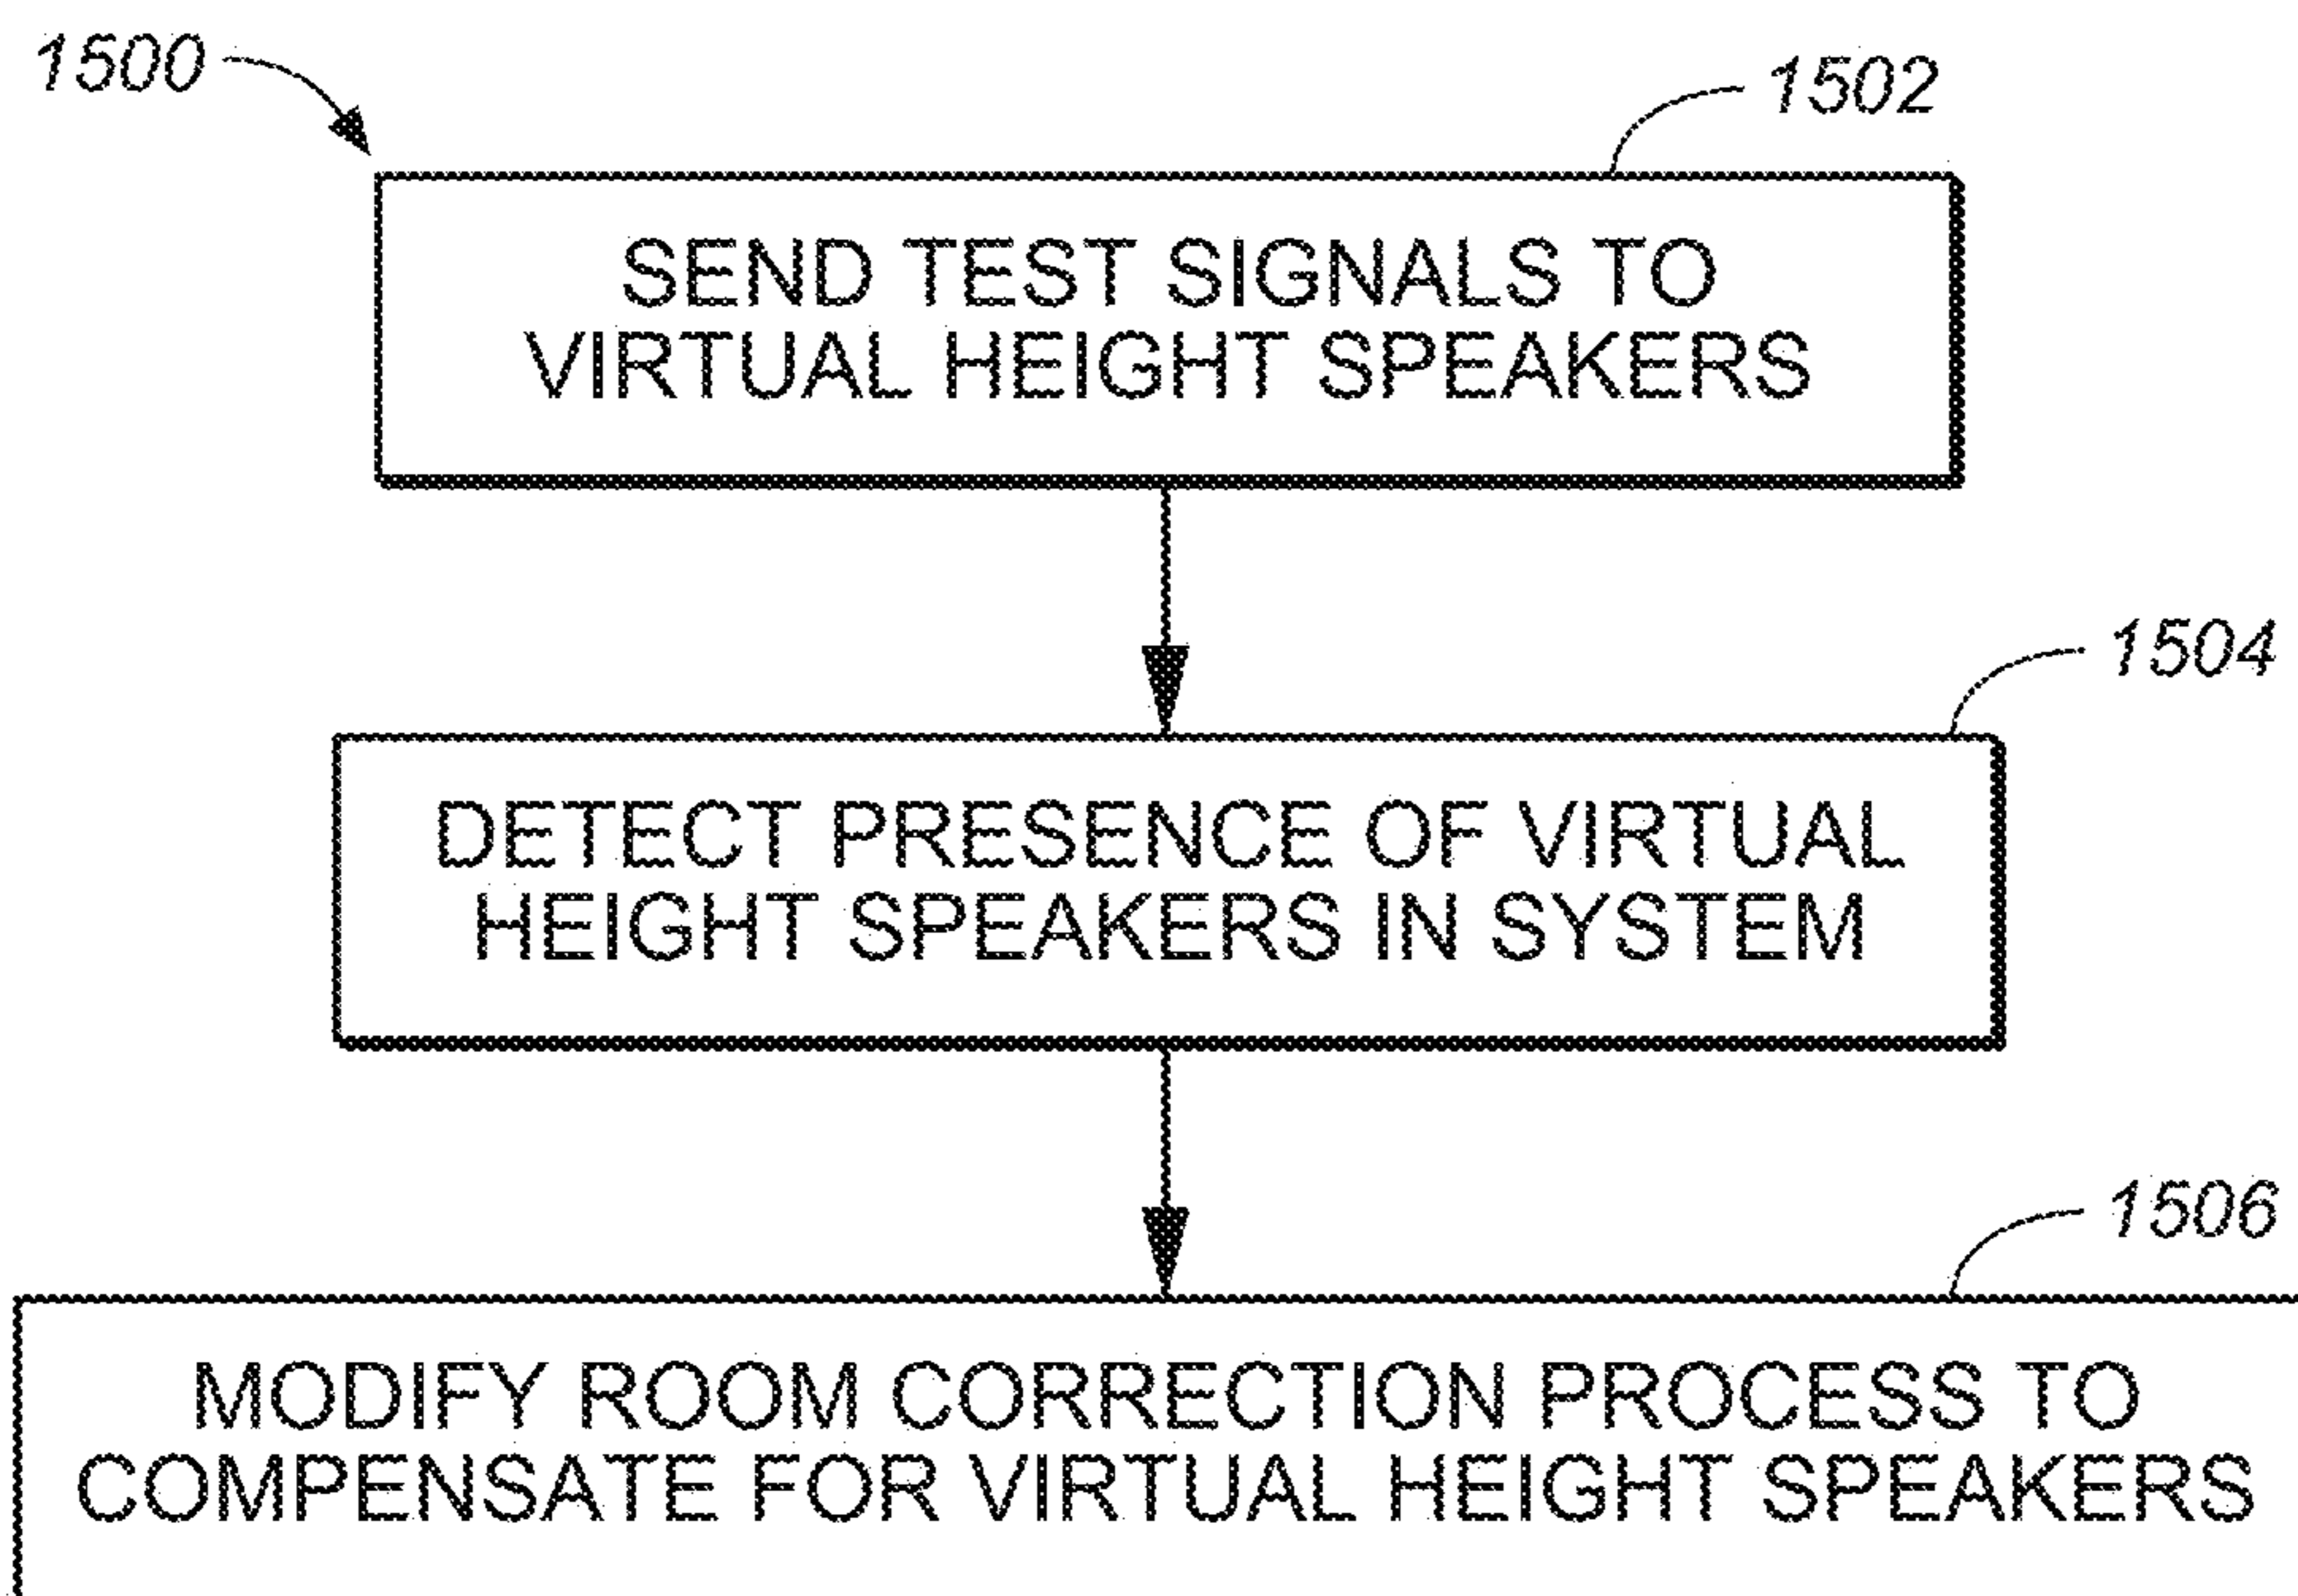 1500
1502
SEND TEST SIGNALS TO
VIRTUAL HEIGHT SPEAKERS
1504
DETECT PRESENCE OF VIRTUAL
HEIGHT SPEAKERS IN SYSTEM
1506
MODIFY ROOM CORRECTION PROCESS TO
COMPENSATE FOR VIRTUAL HEIGHT SPEAKERS